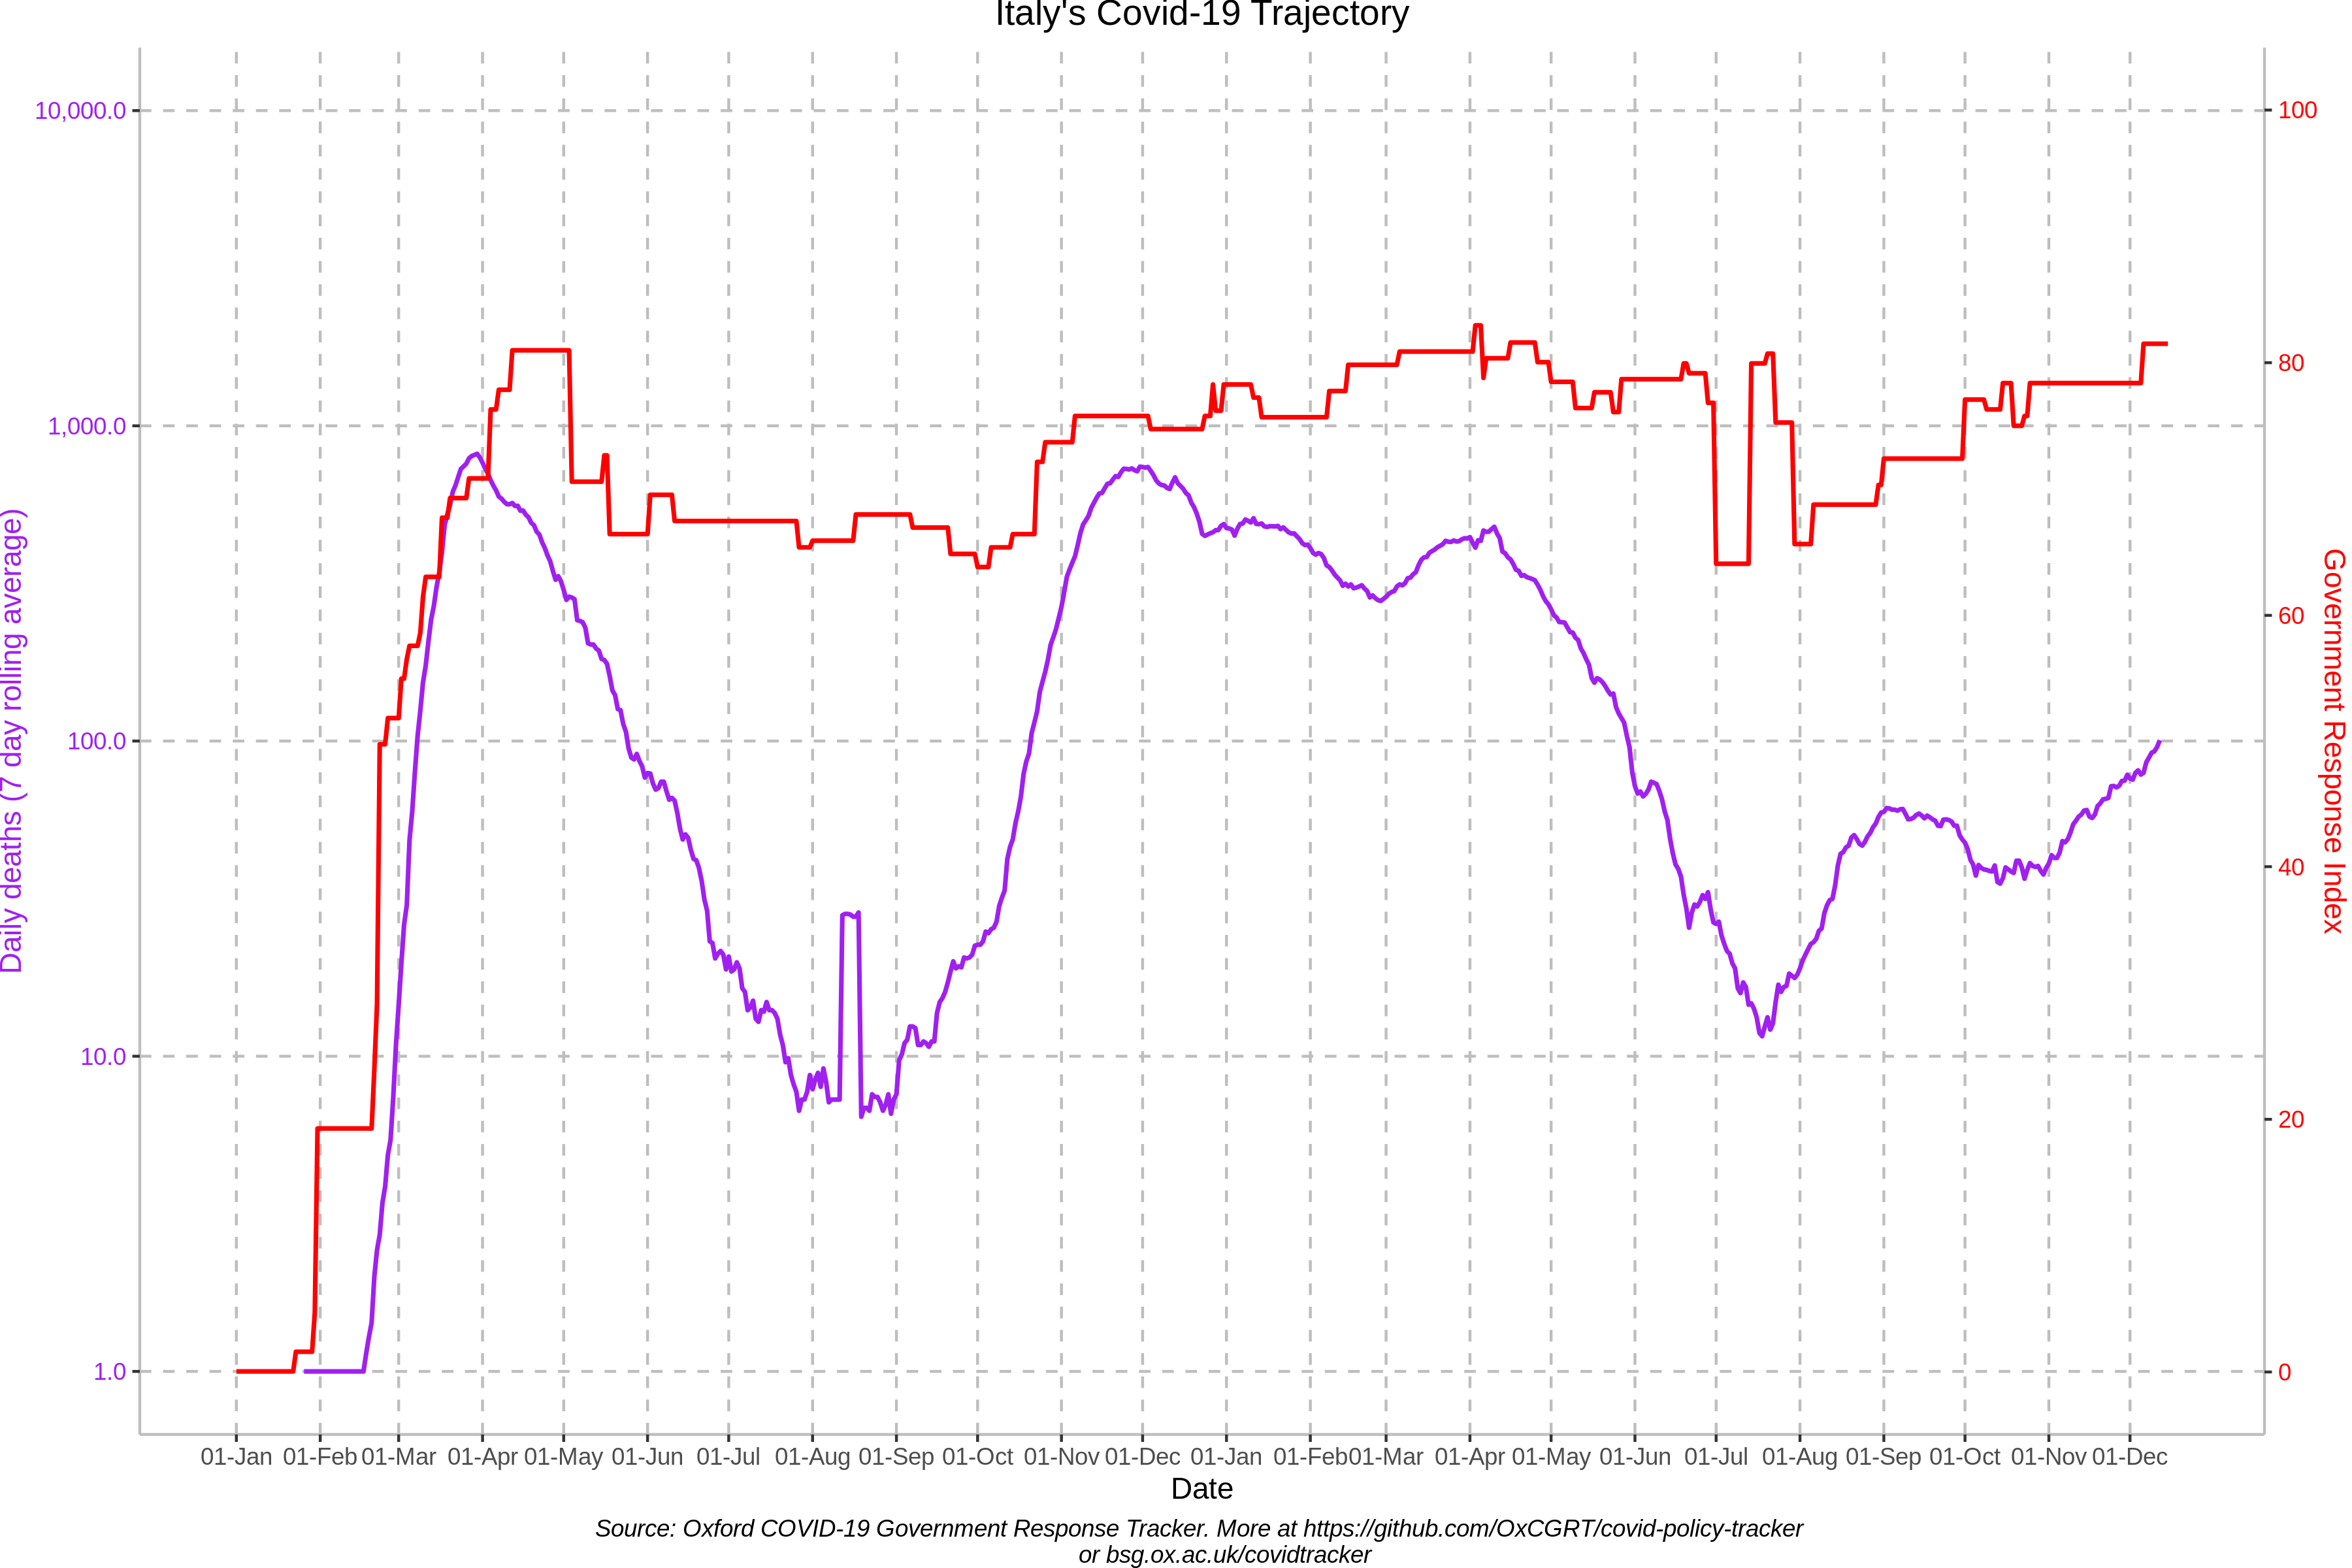 Italy's Covid-19 Trajectory
Daily deaths (7 day rolling average)
10,000.0
1,000.0
100.0
10.0
1.0
100
80
60
40
20
0
Government Response Index
01-Jan 01-Feb 01-Mar 01-Apr 01-May 01-Jun 01-Jul 01-Aug 01-Sep 01-Oct 01-Nov 01-Dec 01-Jan 01-Feb 01-Mar 01-Apr 01-May 01-Jun 01-Jul 01-Aug 01-Sep 01-Oct 01-Nov 01-Dec
Date
Source: Oxford COVID-19 Government Response Tracker. More at https://github.com/OxCGRT/covid-policy-tracker
or bsg.ox.ac.uk/covidtracker